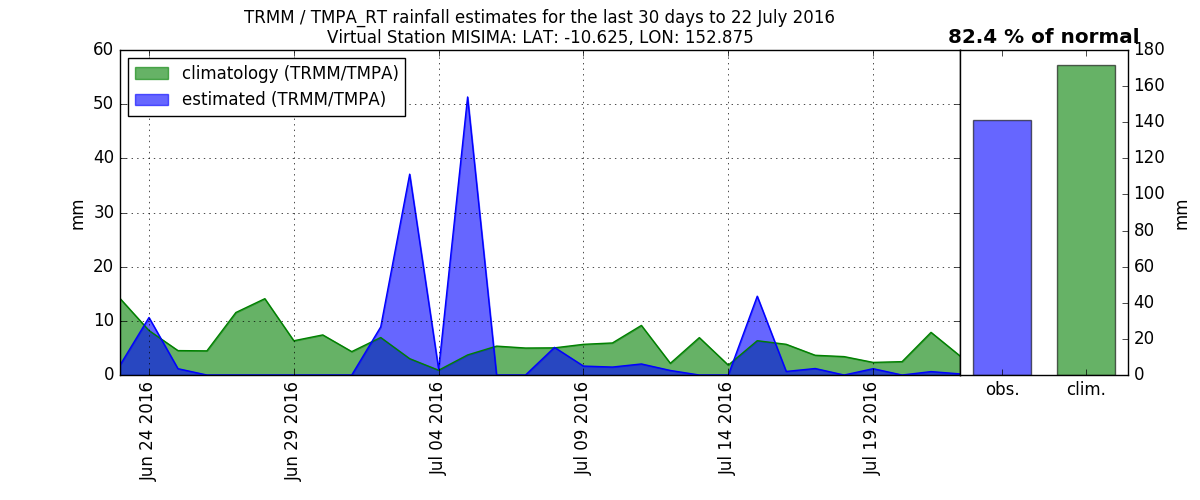 TRMM / TMPA_RT rainfall estimates for the last 30 days to 22 July 2016
Virtual Station MISIMA: LAT: -10.625, LON: 152.875
82.4 % of normal
climatology (TRMM/TMPA)
estimated (TRMM/TMPA)
mm
60
50
40
30
20
10
0
Jun 24 2016
Jun 29 2016
Jul 04 2016
Jul 09 2016
Jul 14 2016
Jul 19 2016
obs.
clim.
180
160
140
120
100
80
60
40
20
0
mm